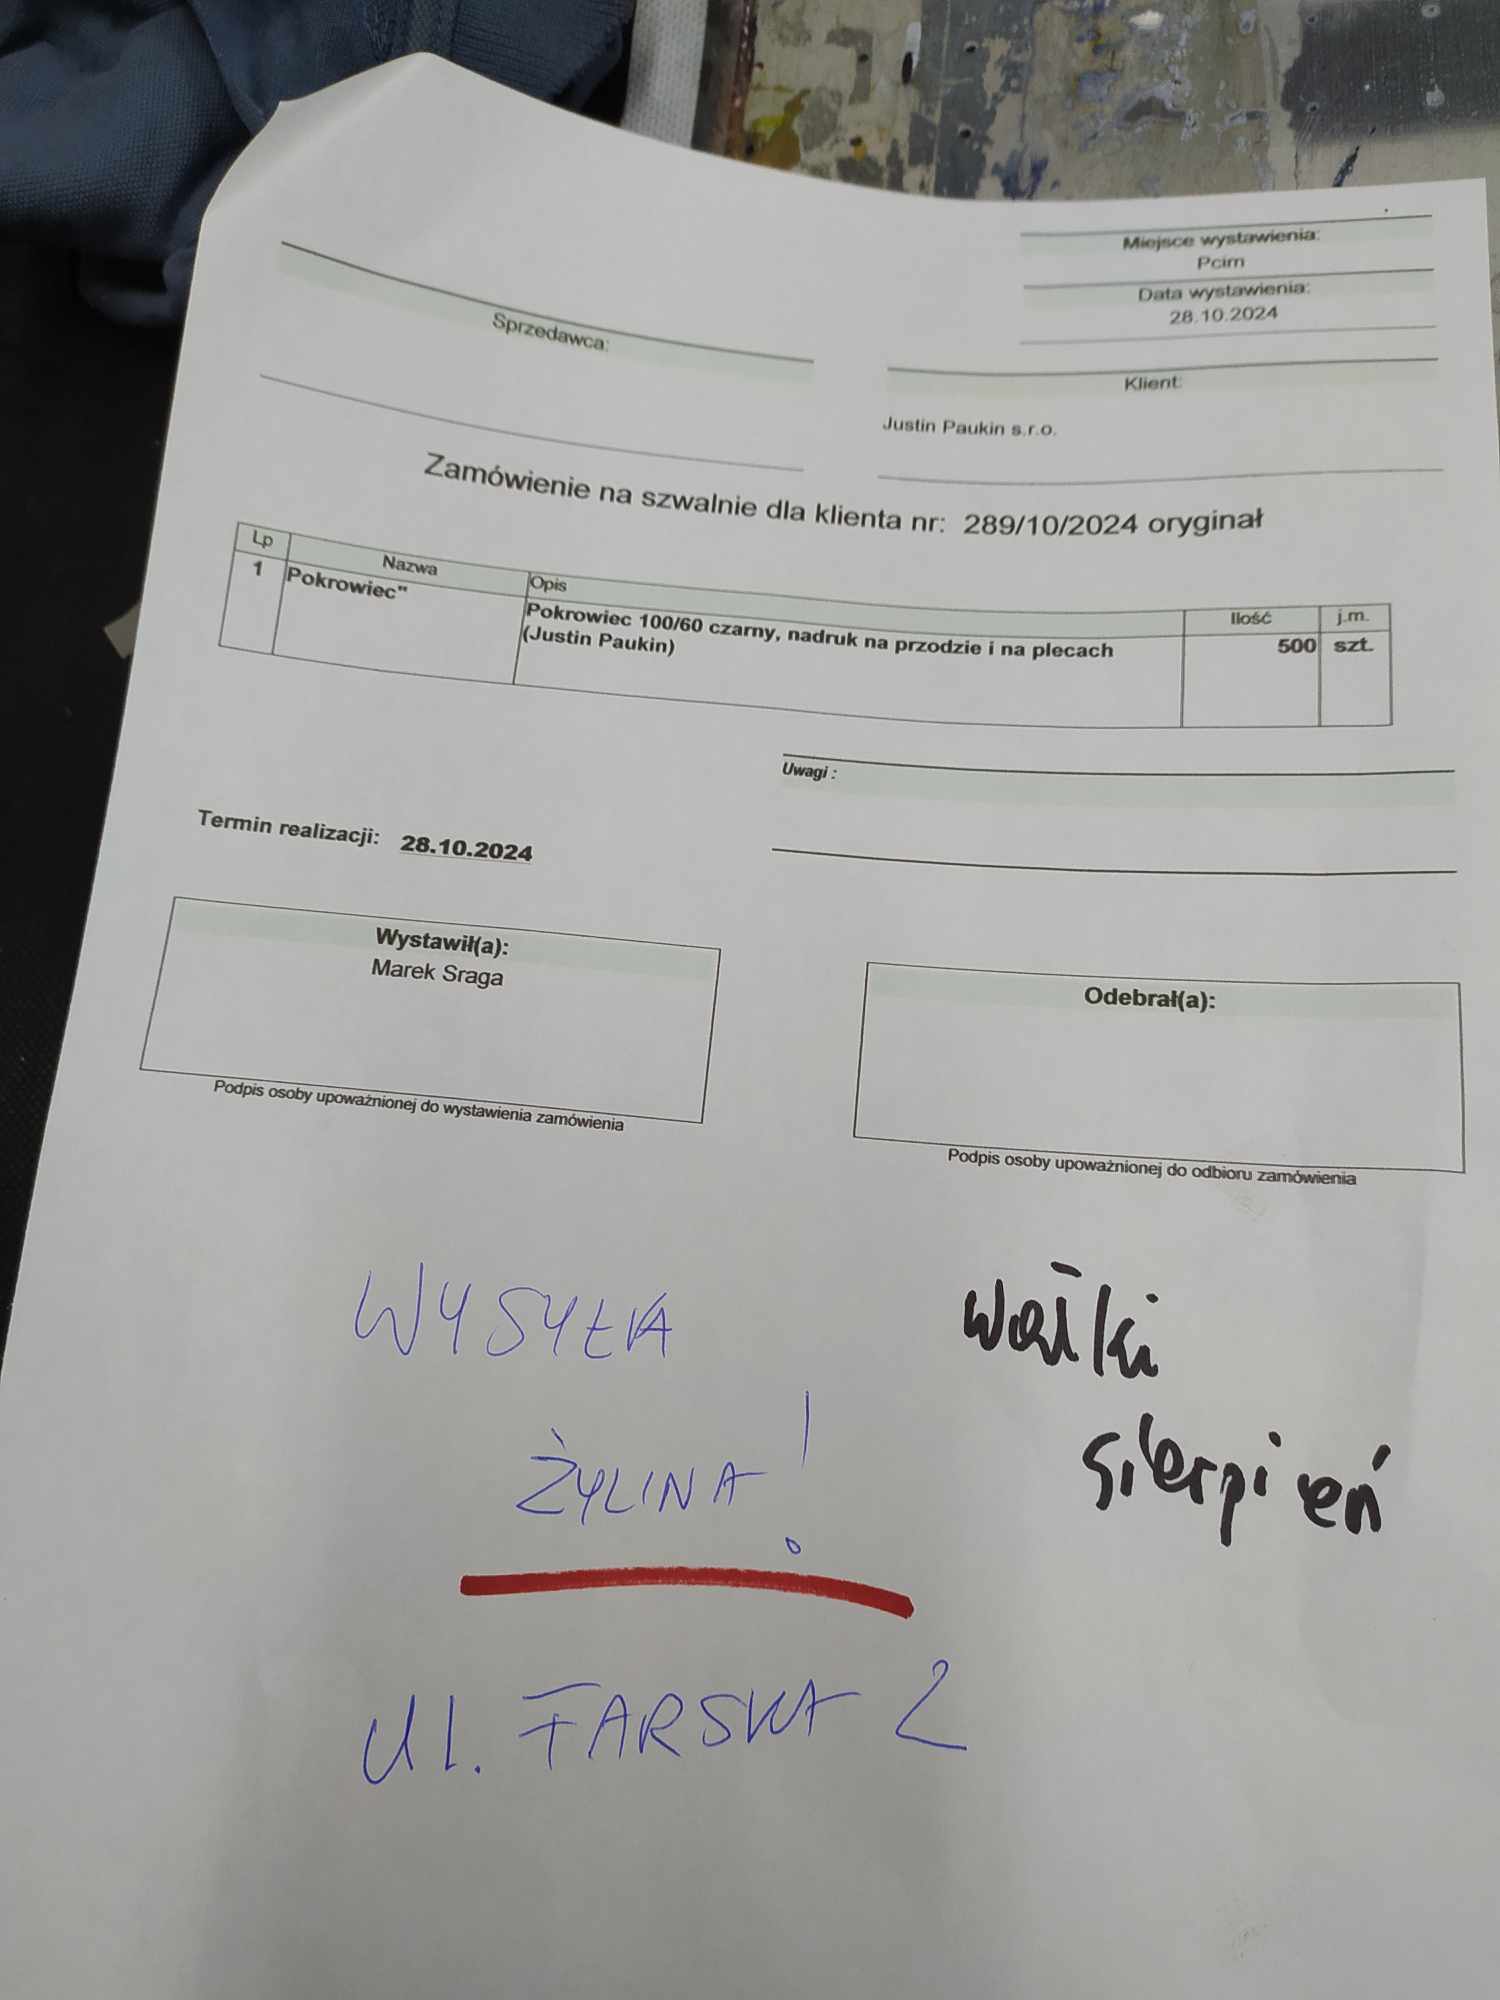 Miejsce wystawienia:
Pcim
Data wystawienia:
28.10.2024
Sprzedawca:
Klient:
Justin Paukin s.r.o.
Zamówienie na szwalnie dla klienta nr: 289/10/2024 oryginał
Lp Nazwa Opis Ilość j.m.
1 Pokrowiec" Pokrowiec 100/60 czarny, nadruk na przodzie i na plecach 500 szt.
(Justin Paukin)
Uwagi :
Termin realizacji: 28.10.2024
Wystawił(a):
Marek Sraga
Podpis osoby upoważnionej do wystawienia zamówienia
Odebrał(a):
Podpis osoby upoważnionej do odbioru zamówienia
WYSYŁKA
ŻYLINA!
Ul. FARSKA 2
sierpień